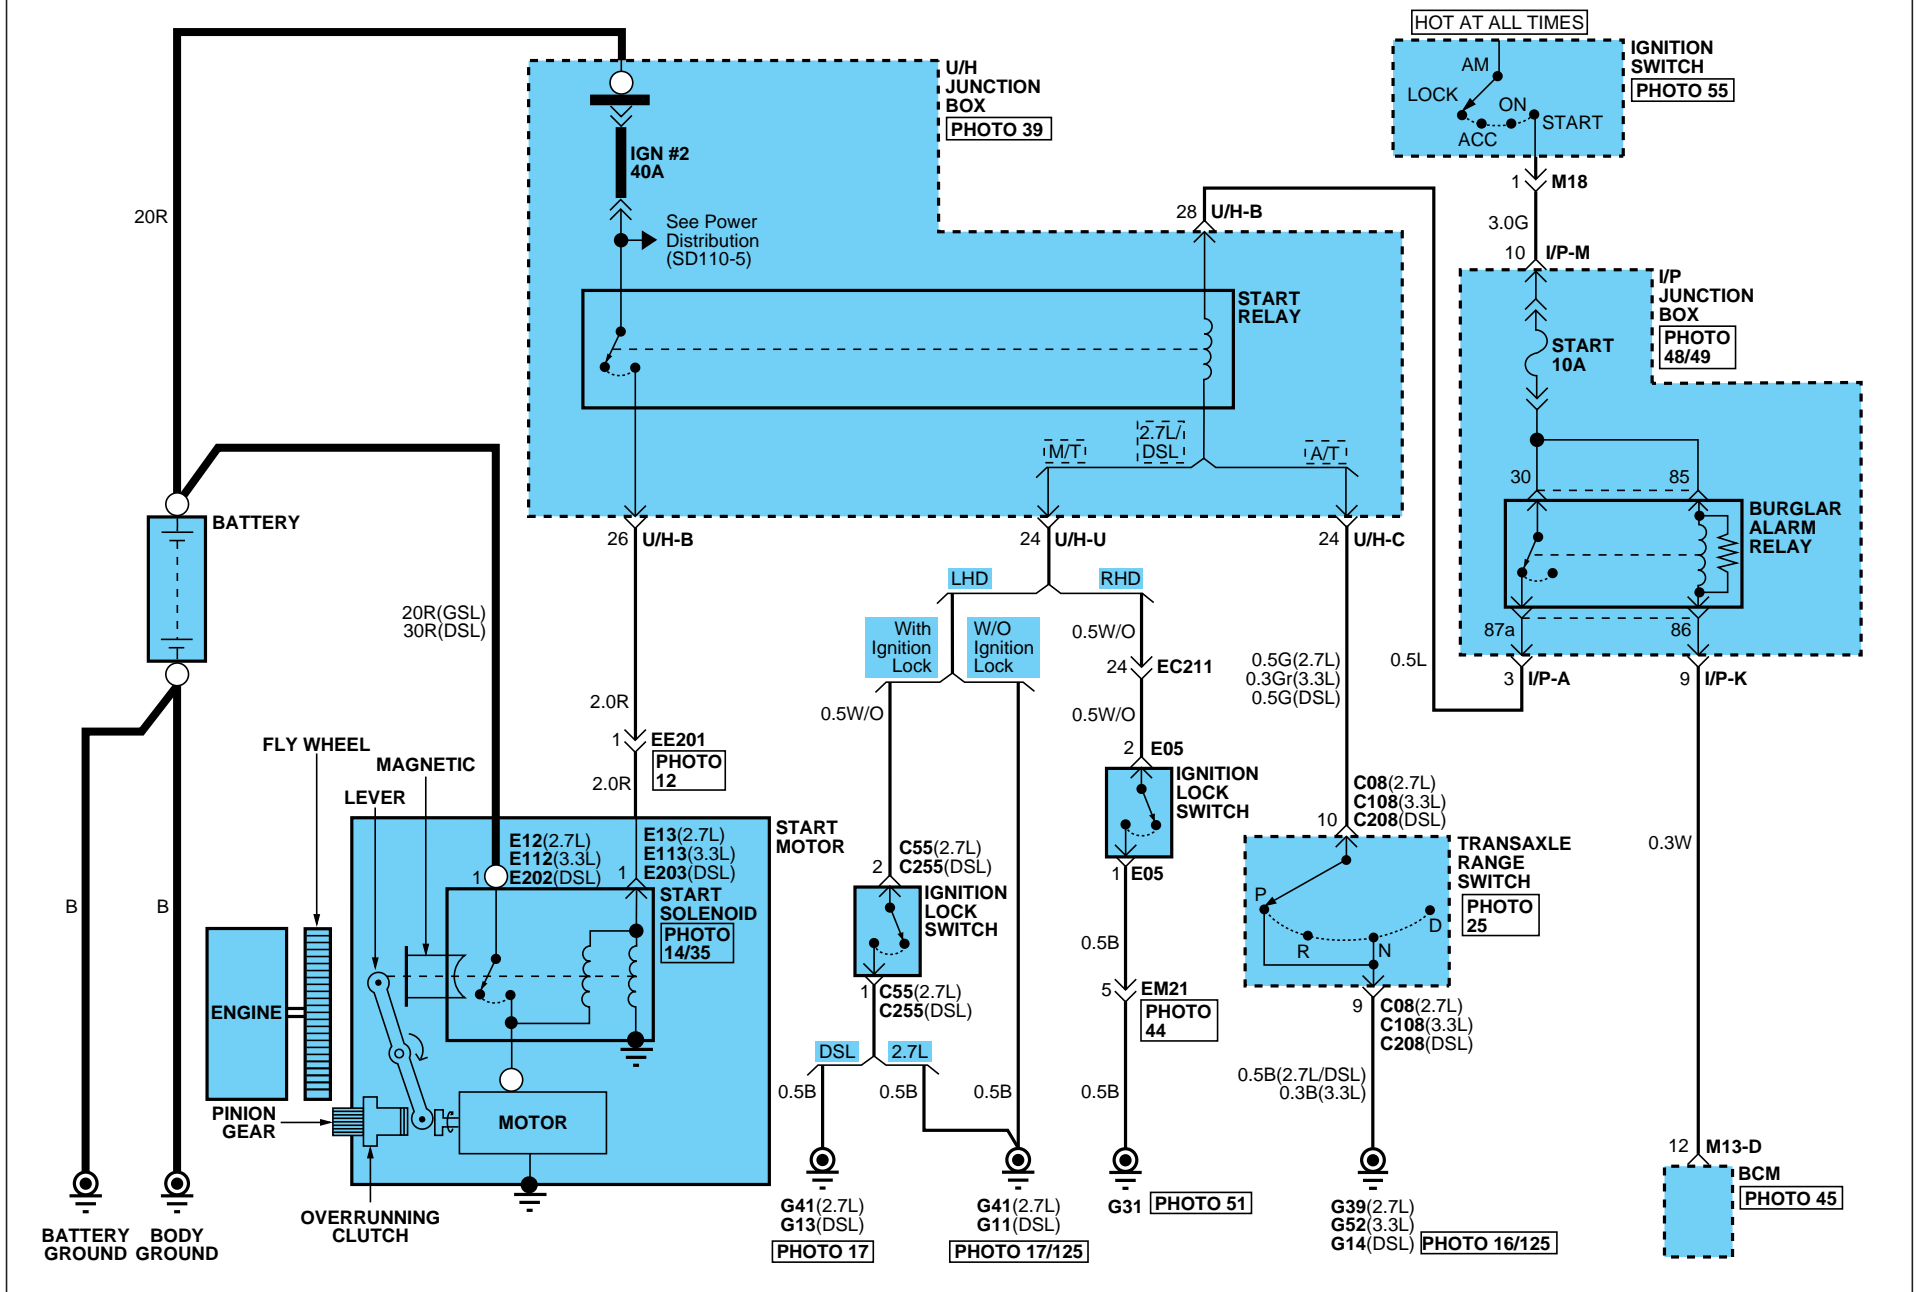 HOT AT ALL TIMES
IGNITION
SWITCH
PHOTO 55
AM
LOCK
ON
START
ACC
1 M18
3.0G
10 I/P-M
U/H
JUNCTION
BOX
PHOTO 39
IGN #2
40A
See Power
Distribution
(SD110-5)
20R
28 U/H-B
START
RELAY
I/P
JUNCTION
BOX
PHOTO
48/49
START
10A
M/T
2.7L/
DSL
A/T
30
85
BURGLAR
ALARM
RELAY
87a
86
BATTERY
26 U/H-B
24 U/H-U
24 U/H-C
3 I/P-A
9 I/P-K
20R(GSL)
30R(DSL)
LHD
RHD
With
Ignition
Lock
W/O
Ignition
Lock
0.5W/O
24 EC211
0.5G(2.7L)
0.3Gr(3.3L)
0.5G(DSL)
0.5L
2.0R
0.5W/O
0.5W/O
1 EE201
PHOTO
12
2.0R
2 E05
IGNITION
LOCK
SWITCH
1 E05
FLY WHEEL
MAGNETIC
LEVER
START
MOTOR
E12(2.7L)
E112(3.3L)
1 E202(DSL)
E13(2.7L)
E113(3.3L)
1 E203(DSL)
START
SOLENOID
PHOTO
14/35
C55(2.7L)
2 C255(DSL)
IGNITION
LOCK
SWITCH
1 C55(2.7L)
C255(DSL)
C08(2.7L)
C108(3.3L)
10 C208(DSL)
TRANSAXLE
RANGE
SWITCH
PHOTO
25
P
R
N
D
0.3W
B
B
0.5B
5 EM21
PHOTO
44
9 C08(2.7L)
C108(3.3L)
C208(DSL)
ENGINE
DSL
2.7L
0.5B
0.5B
0.5B
0.5B
0.5B(2.7L/DSL)
0.3B(3.3L)
PINION
GEAR
MOTOR
12 M13-D
BCM
PHOTO 45
OVERRUNNING
CLUTCH
BATTERY
GROUND
BODY
GROUND
G41(2.7L)
G13(DSL)
PHOTO 17
G41(2.7L)
G11(DSL)
PHOTO 17/125
G31 PHOTO 51
G39(2.7L)
G52(3.3L)
G14(DSL) PHOTO 16/125